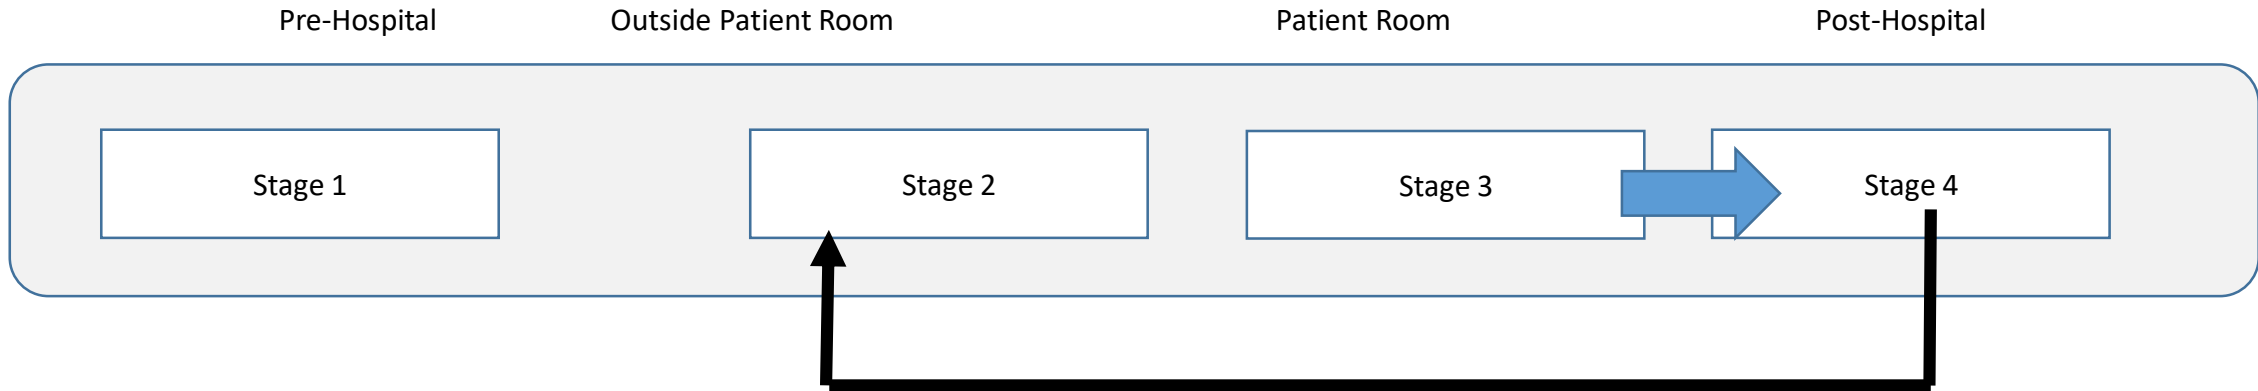 Pre-Hospital Outside Patient Room Patient Room Post-Hospital
Stage 1 Stage 2 Stage 3 Stage 4